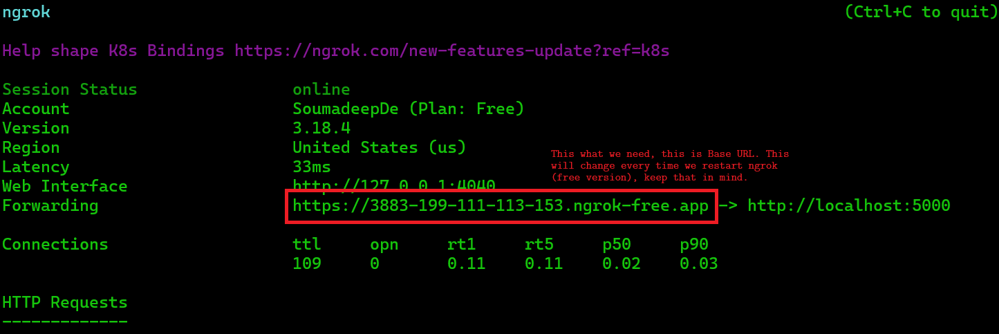 ngrok (Ctrl+C to quit)
Help shape K8s Bindings https://ngrok.com/new-features-update?ref=k8s
Session Status online
Account SoumadeepDe (Plan: Free)
Version 3.18.4
Region United States (us)
Latency 33ms
Web Interface http://127.0.0.1:4040
This what we need, this is Base URL. This
will change every time we restart ngrok
(free version), keep that in mind.
Forwarding https://3883-199-111-113-153.ngrok-free.app -> http://localhost:5000
Connections ttl opn rt1 rt5 p50 p90
109 0 0.11 0.11 0.02 0.03
HTTP Requests
-------------